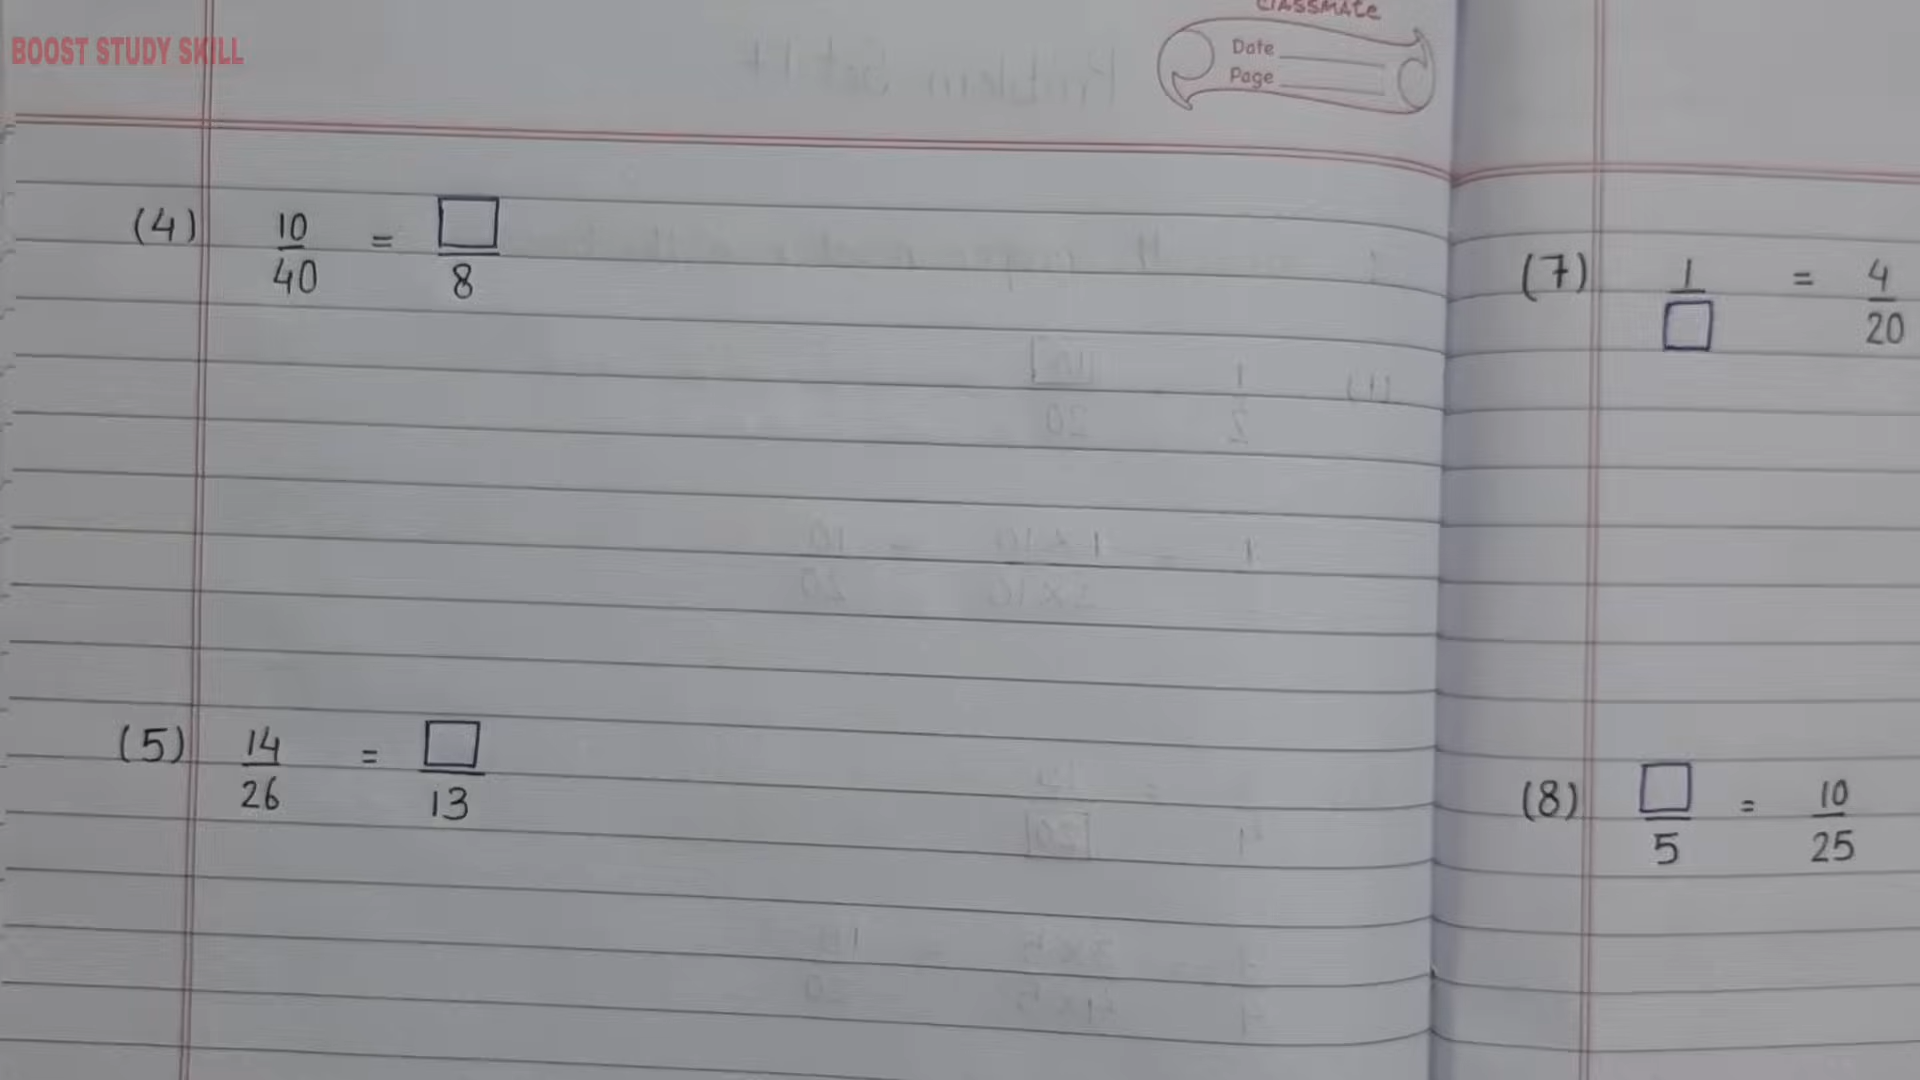 BOOST STUDY SKILL
CLASSMATE
Date
Page
(4) 10/40 = □/8
(5) 14/26 = □/13
(7) 1/□ = 4/20
(8) □/5 = 10/25